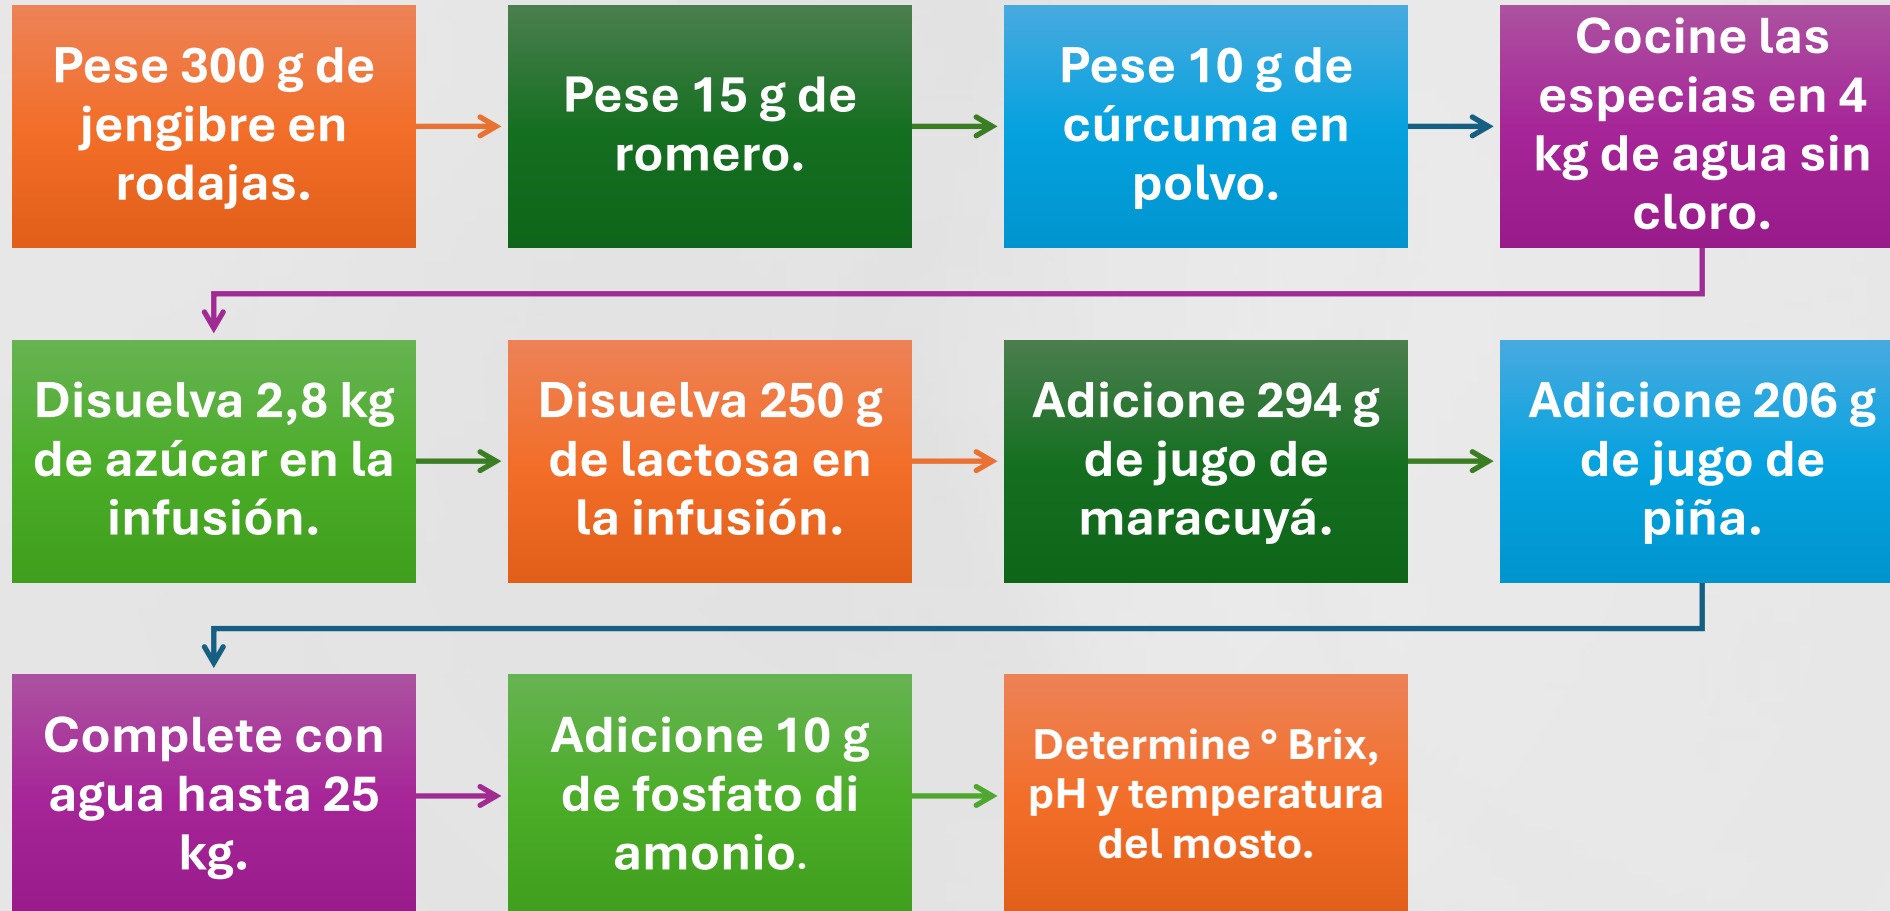 Pese 300 g de
jengibre en
rodajas.
Pese 15 g de
romero.
Pese 10 g de
cúrcuma en
polvo.
Cocine las
especias en 4
kg de agua sin
cloro.
Disuelva 2,8 kg
de azúcar en la
infusión.
Disuelva 250 g
de lactosa en
la infusión.
Adicione 294 g
de jugo de
maracuyá.
Adicione 206 g
de jugo de
piña.
Complete con
agua hasta 25
kg.
Adicione 10 g
de fosfato di
amonio.
Determine ° Brix,
pH y temperatura
del mosto.